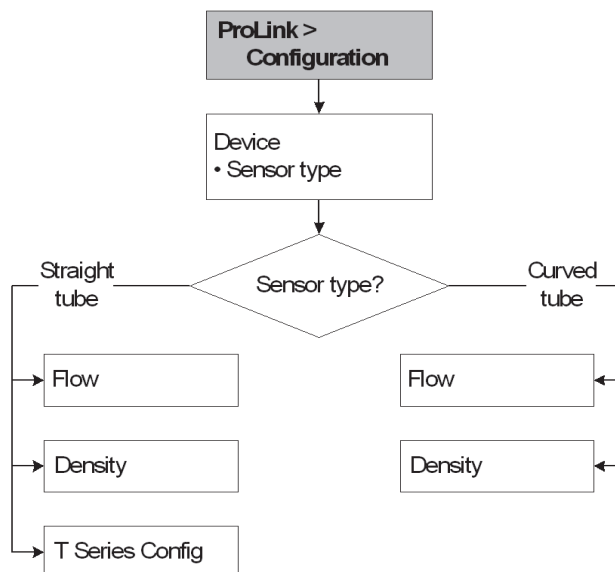 ProLink >
Configuration
Device
• Sensor type
Sensor type?
Straight
tube
Curved
tube
Flow
Flow
Density
Density
T Series Config